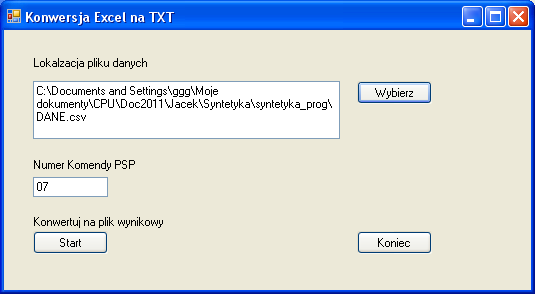 Konwersja Excel na TXT
Lokalzacja pliku danych
C:\Documents and Settings\ggg\Moje
dokumenty\CPU\Doc2011\Jacek\Syntetyka\syntetyka_prog\
DANE.csv
Wybierz
Numer Komendy PSP
07
Konwertuj na plik wynikowy
Start
Koniec